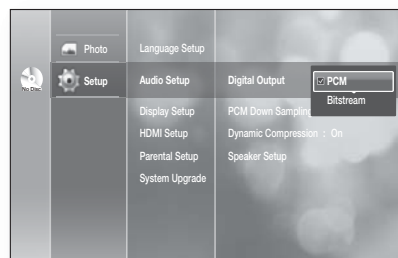 Photo
Language Setup
No Disc
Setup
Audio Setup
Digital Output
PCM
Bitstream
Display Setup
PCM Down Sampling
HDMI Setup
Dynamic Compression : On
Parental Setup
Speaker Setup
System Upgrade